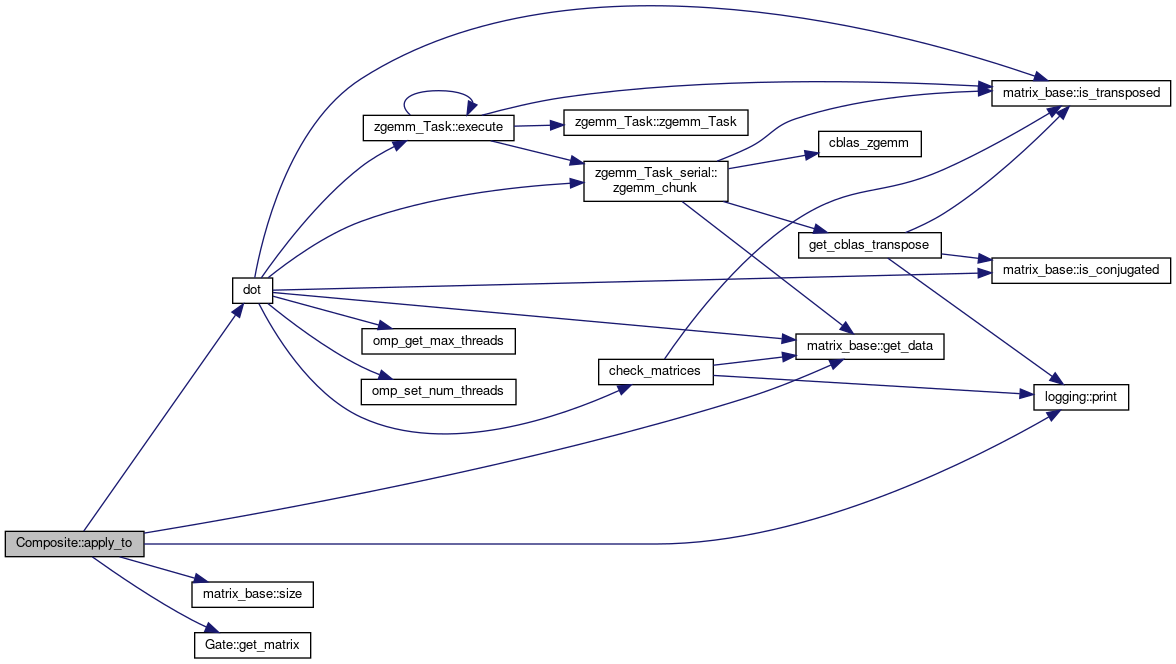 matrix_base::is_transposed
zgemm_Task::execute
zgemm_Task::zgemm_Task
cblas_zgemm
zgemm_Task_serial::
zgemm_chunk
get_cblas_transpose
matrix_base::is_conjugated
dot
omp_get_max_threads
matrix_base::get_data
check_matrices
omp_set_num_threads
logging::print
Composite::apply_to
matrix_base::size
Gate::get_matrix